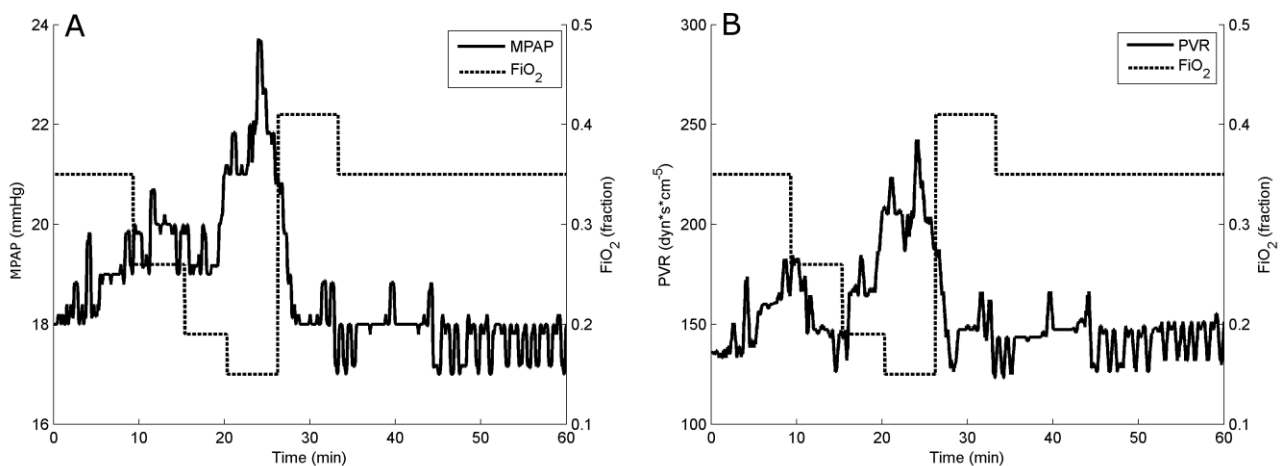 A
24
22
20
18
16
MPAP (mmHg)
MPAP
FiO2
0.5
0.4
0.3
0.2
0.1
FiO2 (fraction)
0 10 20 30 40 50 60
Time (min)
B
300
250
200
150
100
PVR (dyn*s*cm-5)
PVR
FiO2
0.5
0.4
0.3
0.2
0.1
FiO2 (fraction)
0 10 20 30 40 50 60
Time (min)